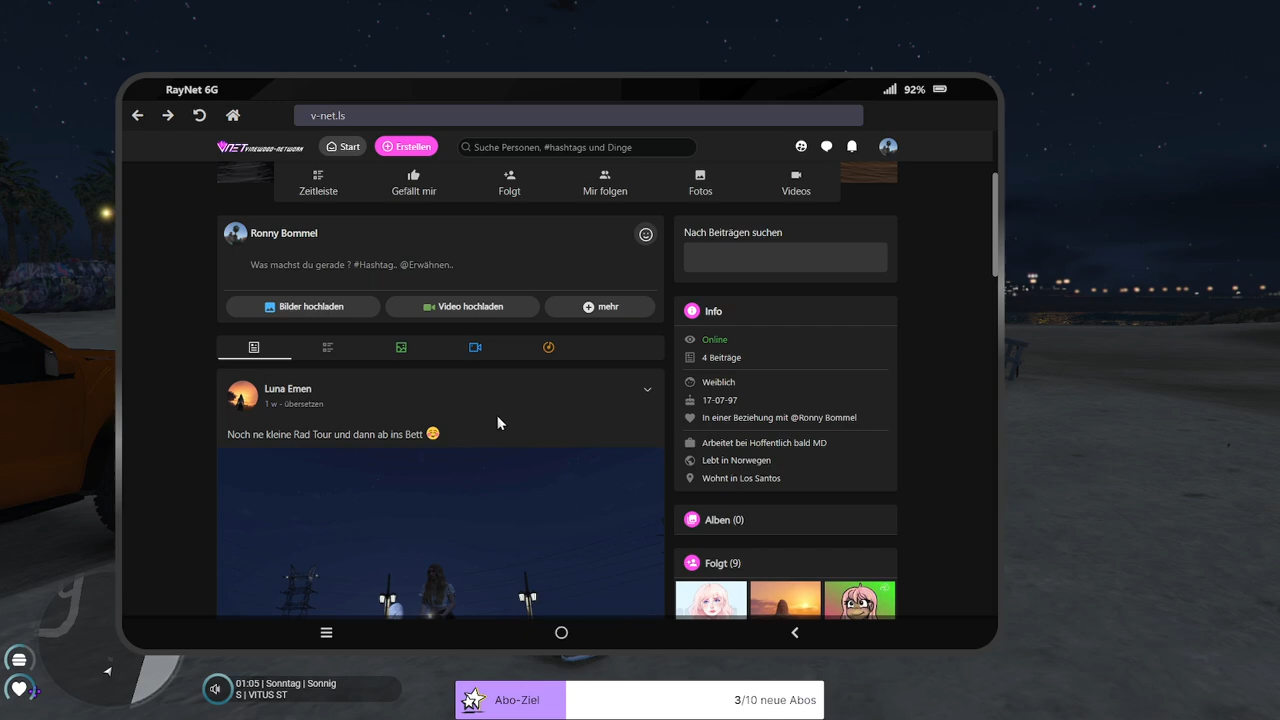 RayNet 6G
92%
v-net.ls
VNET VINEWOOD-NETWORK
Start
Erstellen
Suche Personen, #hashtags und Dinge
Zeitleiste
Gefällt mir
Folgt
Mir folgen
Fotos
Videos
Ronny Bommel
Was machst du gerade ? #Hashtag.. @Erwähnen..
Bilder hochladen
Video hochladen
mehr
Luna Emen
1 w - übersetzen
Noch ne kleine Rad Tour und dann ab ins Bett
Nach Beiträgen suchen
Info
Online
4 Beiträge
Weiblich
17-07-97
In einer Beziehung mit @Ronny Bommel
Arbeitet bei Hoffentlich bald MD
Lebt in Norwegen
Wohnt in Los Santos
Alben (0)
Folgt (9)
01:05 | Sonntag | Sonnig
S | VITUS ST
Abo-Ziel
3/10 neue Abos